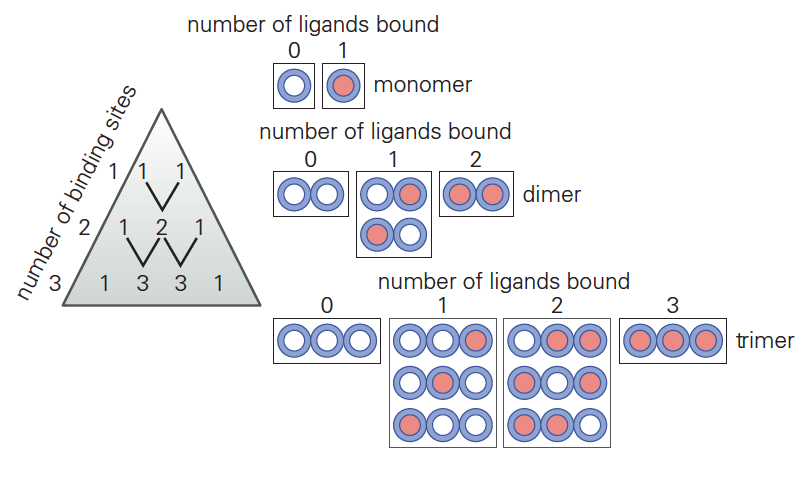 number of ligands bound
0 1
monomer
number of ligands bound
0 1 2
dimer
number of binding sites
1 1 1
2 1 2 1
3 1 3 3 1
number of ligands bound
0 1 2 3
trimer